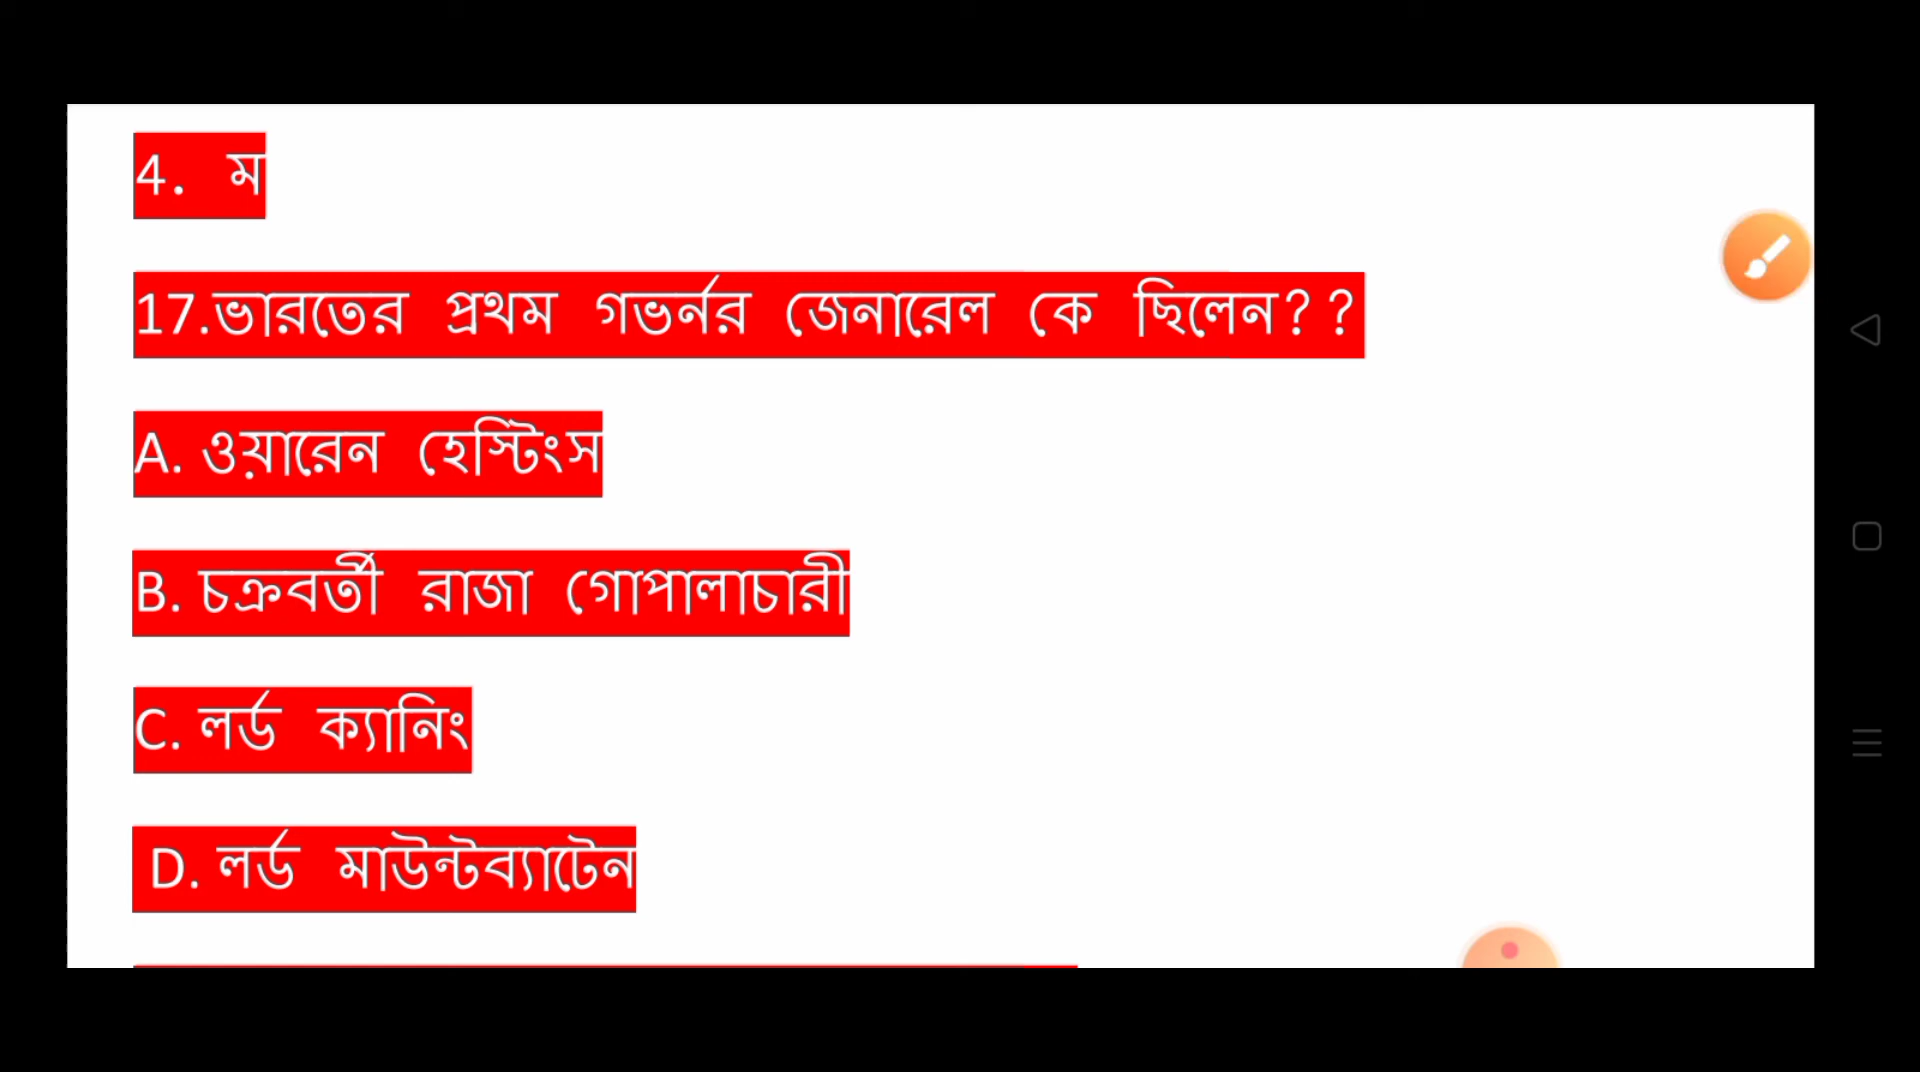 4. ম
17.ভারতের প্রথম গভর্নর জেনারেল কে ছিলেন??
A. ওয়ারেন হেস্টিংস
B. চক্রবর্তী রাজা গোপালাচারী
C. লর্ড ক্যানিং
D. লর্ড মাউন্টব্যাটেন